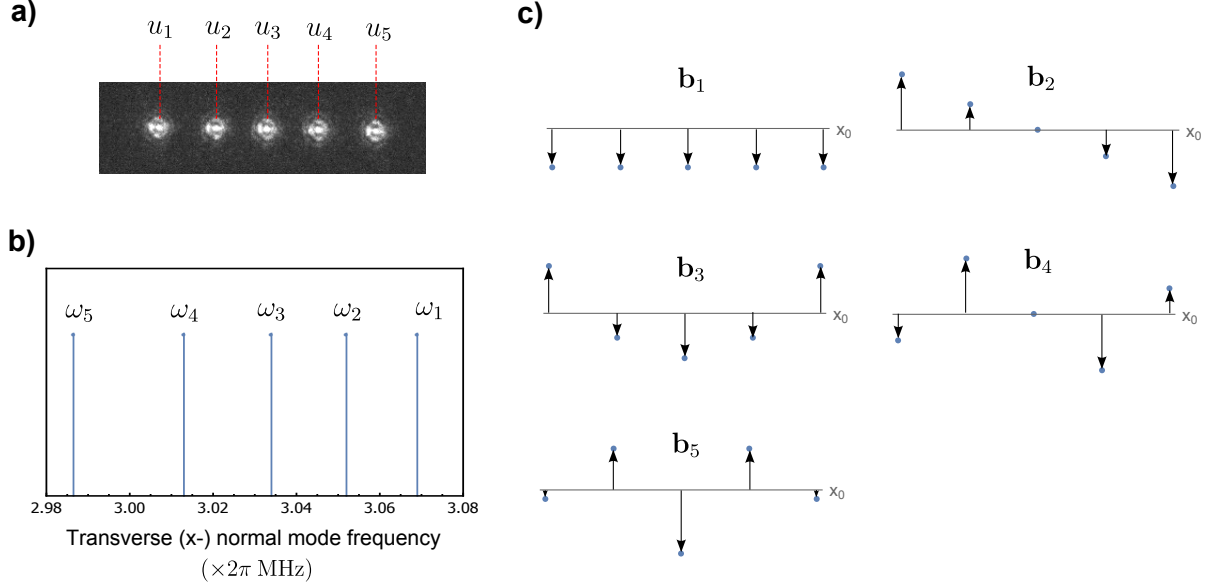 a)
u₁ u₂ u₃ u₄ u₅
b)
ω₅ ω₄ ω₃ ω₂ ω₁
2.98 3.00 3.02 3.04 3.06 3.08
Transverse (x-) normal mode frequency
(×2π MHz)
c)
b₁
x₀
b₂
x₀
b₃
x₀
b₄
x₀
b₅
x₀